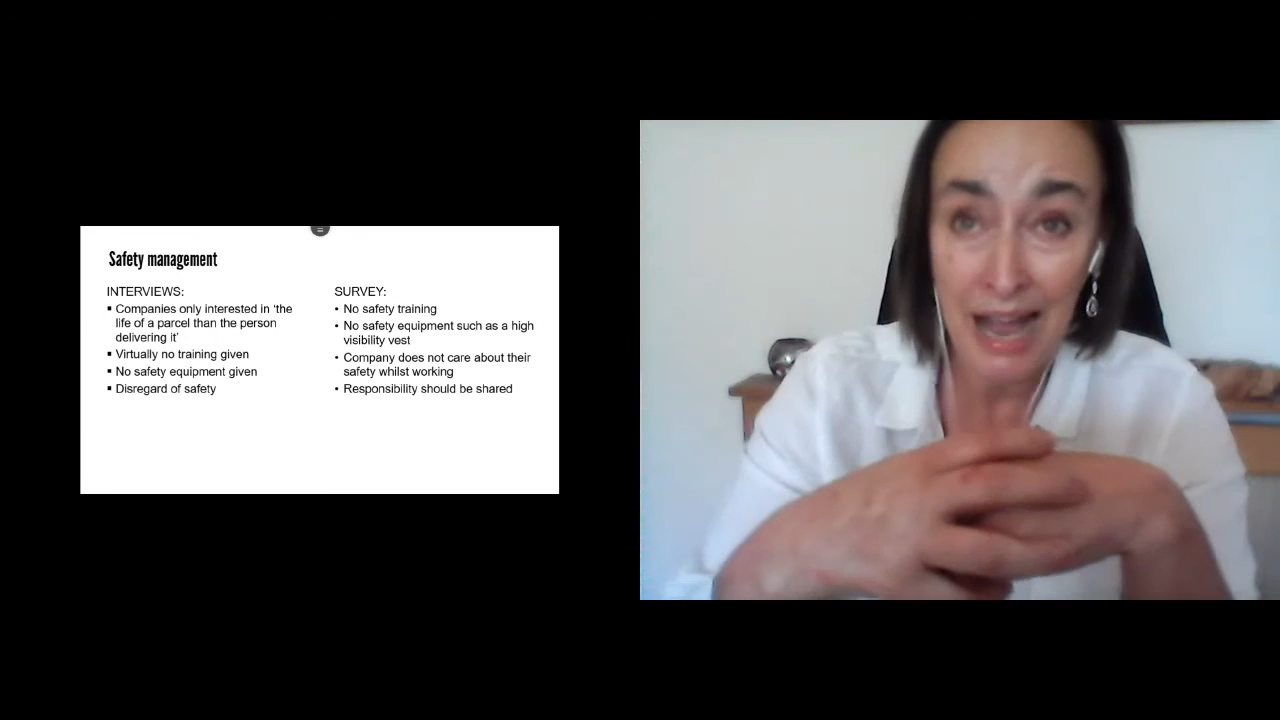 Safety management
INTERVIEWS:
▪ Companies only interested in 'the
life of a parcel than the person
delivering it'
▪ Virtually no training given
▪ No safety equipment given
▪ Disregard of safety
SURVEY:
• No safety training
• No safety equipment such as a high
visibility vest
• Company does not care about their
safety whilst working
• Responsibility should be shared